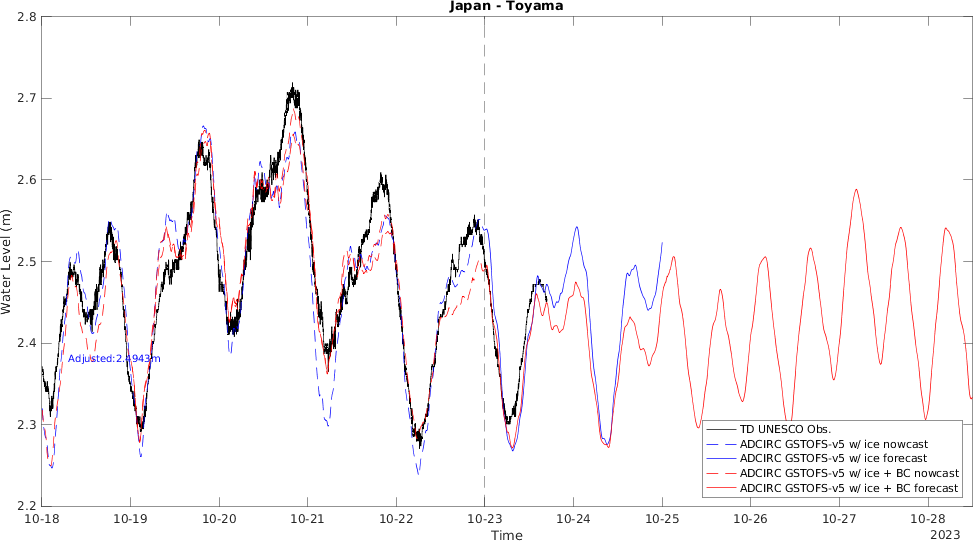 Japan - Toyama
2.8
2.7
2.6
2.5
2.4
2.3
2.2
Water Level (m)
Adjusted:2.4943m
TD UNESCO Obs.
ADCIRC GSTOFS-v5 w/ ice nowcast
ADCIRC GSTOFS-v5 w/ ice forecast
ADCIRC GSTOFS-v5 w/ ice + BC nowcast
ADCIRC GSTOFS-v5 w/ ice + BC forecast
10-18 10-19 10-20 10-21 10-22 10-23 10-24 10-25 10-26 10-27 10-28
2023
Time